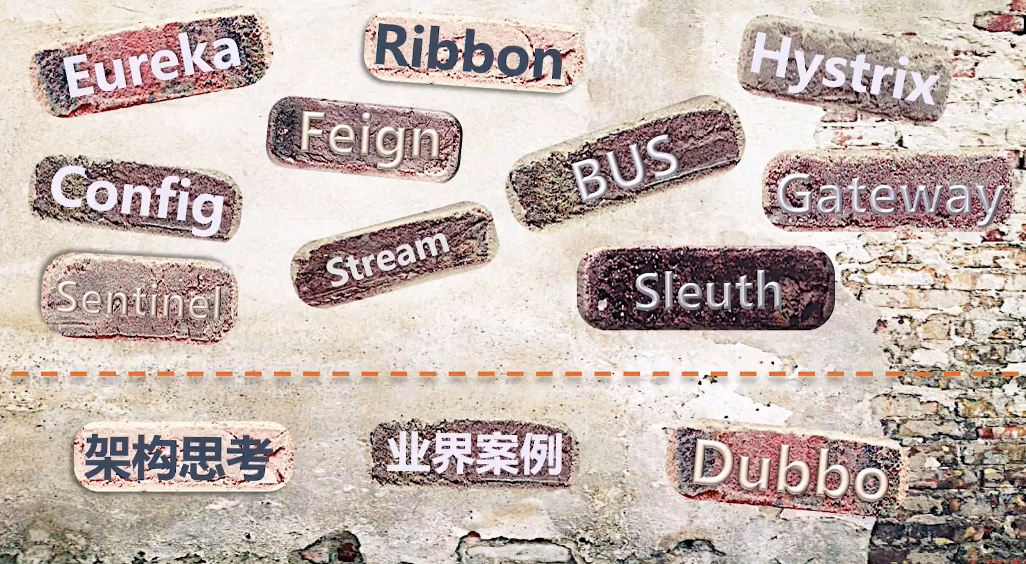 Eureka
Ribbon
Hystrix
Feign
BUS
Config
Gateway
Stream
Sentinel
Sleuth
架构思考
业界案例
Dubbo